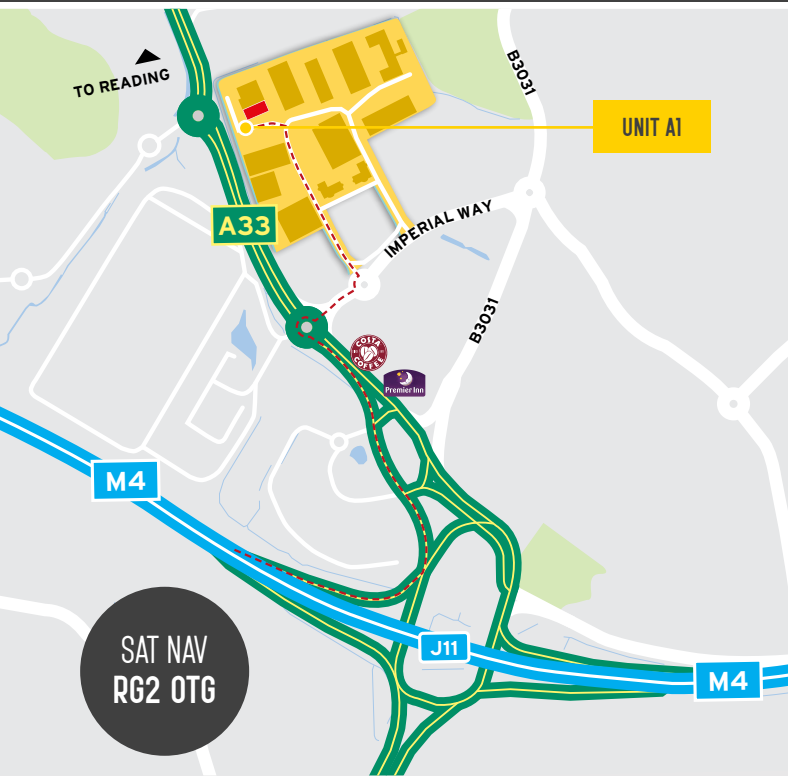 B3031
TO READING
UNIT A1
A33
IMPERIAL WAY
B3031
COSTA
COFFEE
Premier Inn
M4
J11
SAT NAV
RG2 0TG
M4